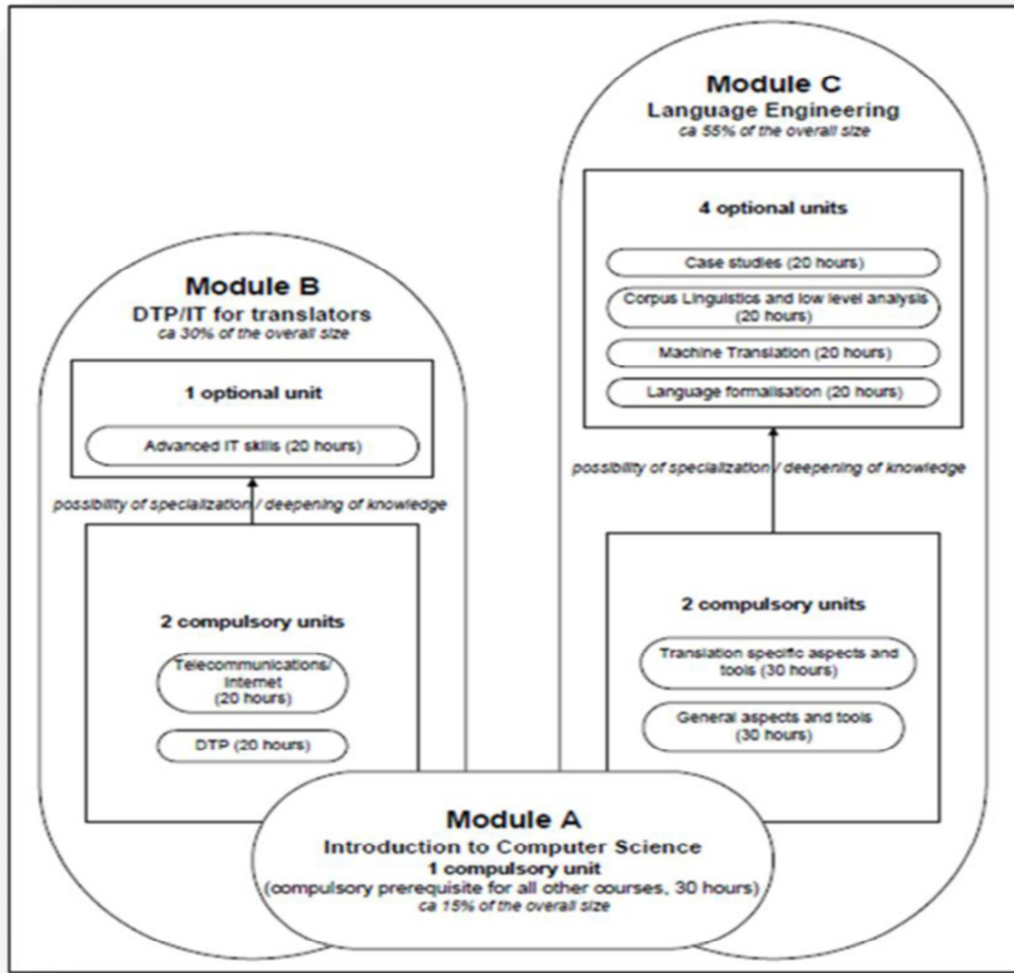 Module C
Language Engineering
ca 55% of the overall size
4 optional units
Case studies (20 hours)
Corpus Linguistics and low level analysis
(20 hours)
Machine Translation (20 hours)
Language formalisation (20 hours)
possibility of specialization / deepening of knowledge
2 compulsory units
Translation specific aspects and
tools (30 hours)
General aspects and tools
(30 hours)
Module B
DTP/IT for translators
ca 30% of the overall size
1 optional unit
Advanced IT skills (20 hours)
possibility of specialization / deepening of knowledge
2 compulsory units
Telecommunications/
Internet
(20 hours)
DTP (20 hours)
Module A
Introduction to Computer Science
1 compulsory unit
(compulsory prerequisite for all other courses, 30 hours)
ca 15% of the overall size